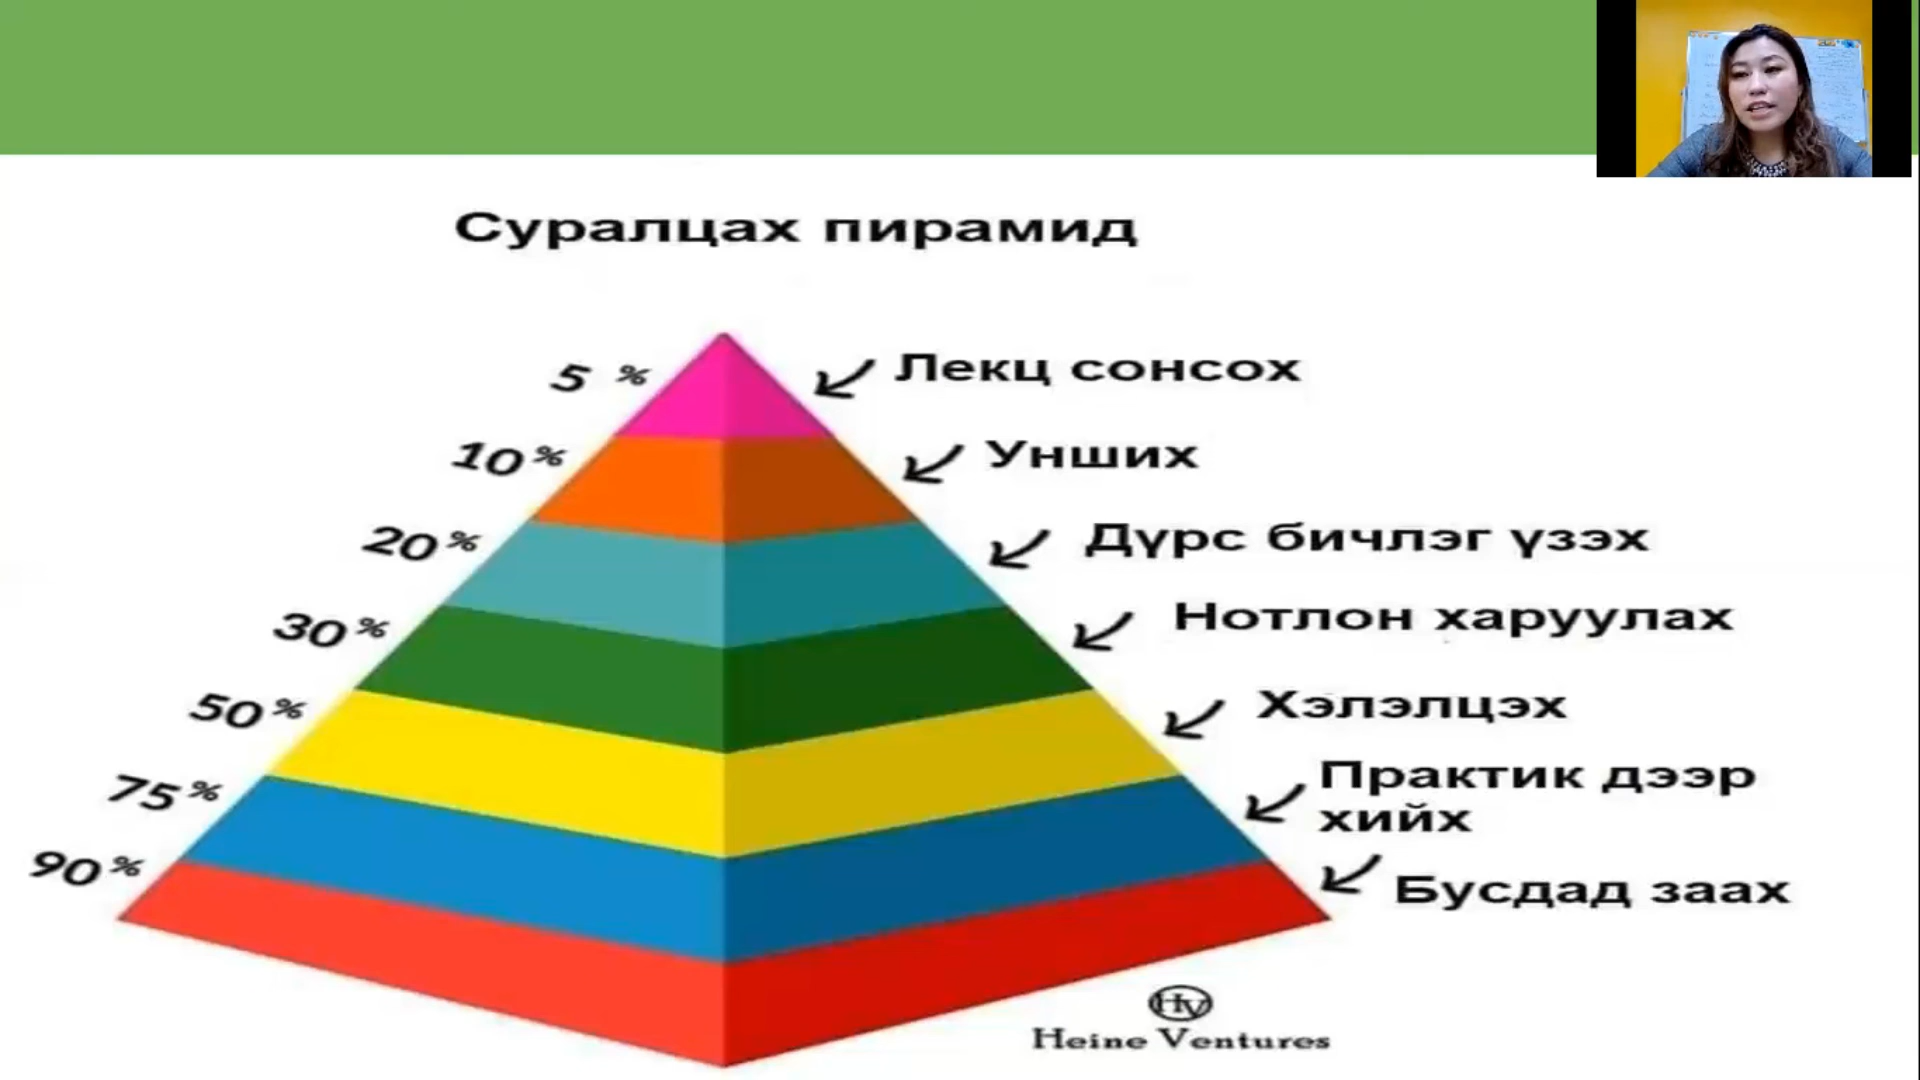 Суралцах пирамид
5 %
Лекц сонсох
10%
Унших
20%
Дүрс бичлэг үзэх
30%
Нотлон харуулах
50%
Хэлэлцэх
75%
Практик дээр
хийх
90%
Бусдад заах
HV
Heine Ventures